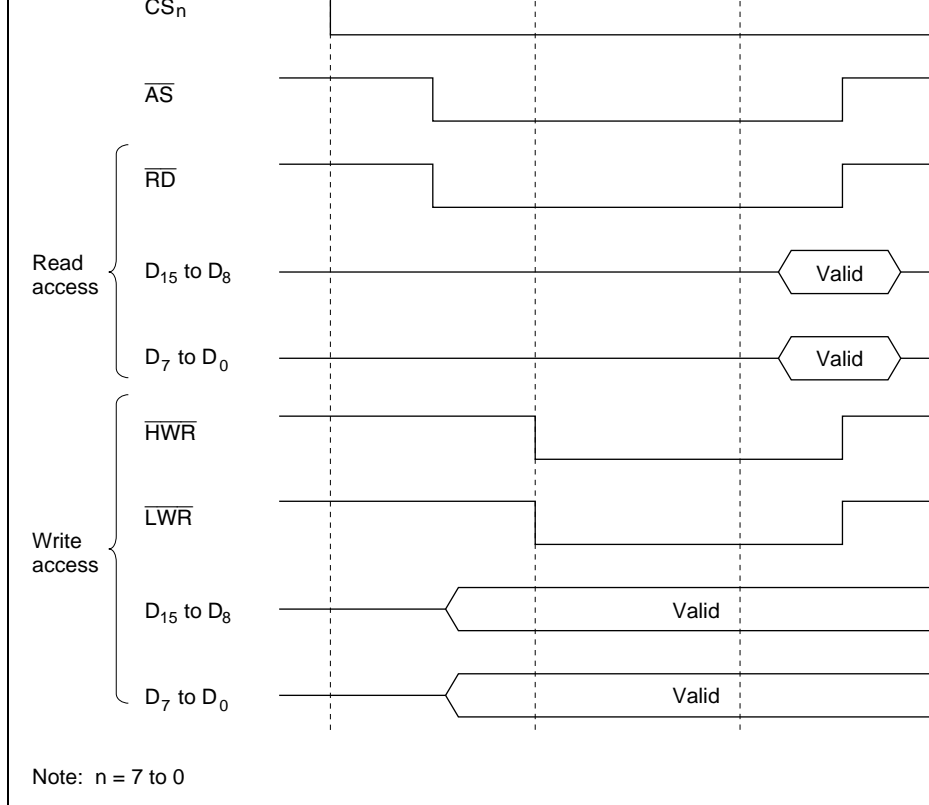 CSn
AS
RD
Read access
D15 to D8
Valid
D7 to D0
Valid
HWR
LWR
Write access
D15 to D8
Valid
D7 to D0
Valid
Note: n = 7 to 0